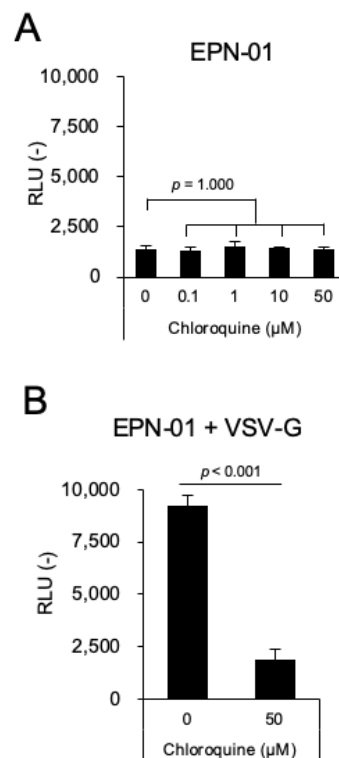 A
EPN-01
10,000
7,500
5,000
2,500
0
RLU (-)
p = 1.000
0 0.1 1 10 50
Chloroquine (µM)
B
EPN-01 + VSV-G
p < 0.001
10,000
7,500
5,000
2,500
0
RLU (-)
0 50
Chloroquine (µM)